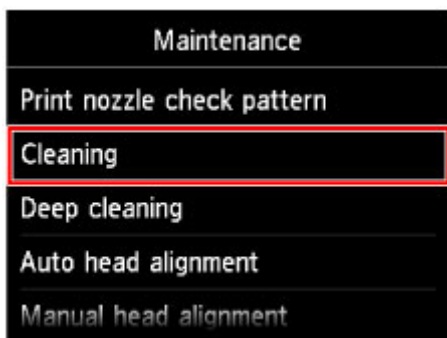 Maintenance
Print nozzle check pattern
Cleaning
Deep cleaning
Auto head alignment
Manual head alignment